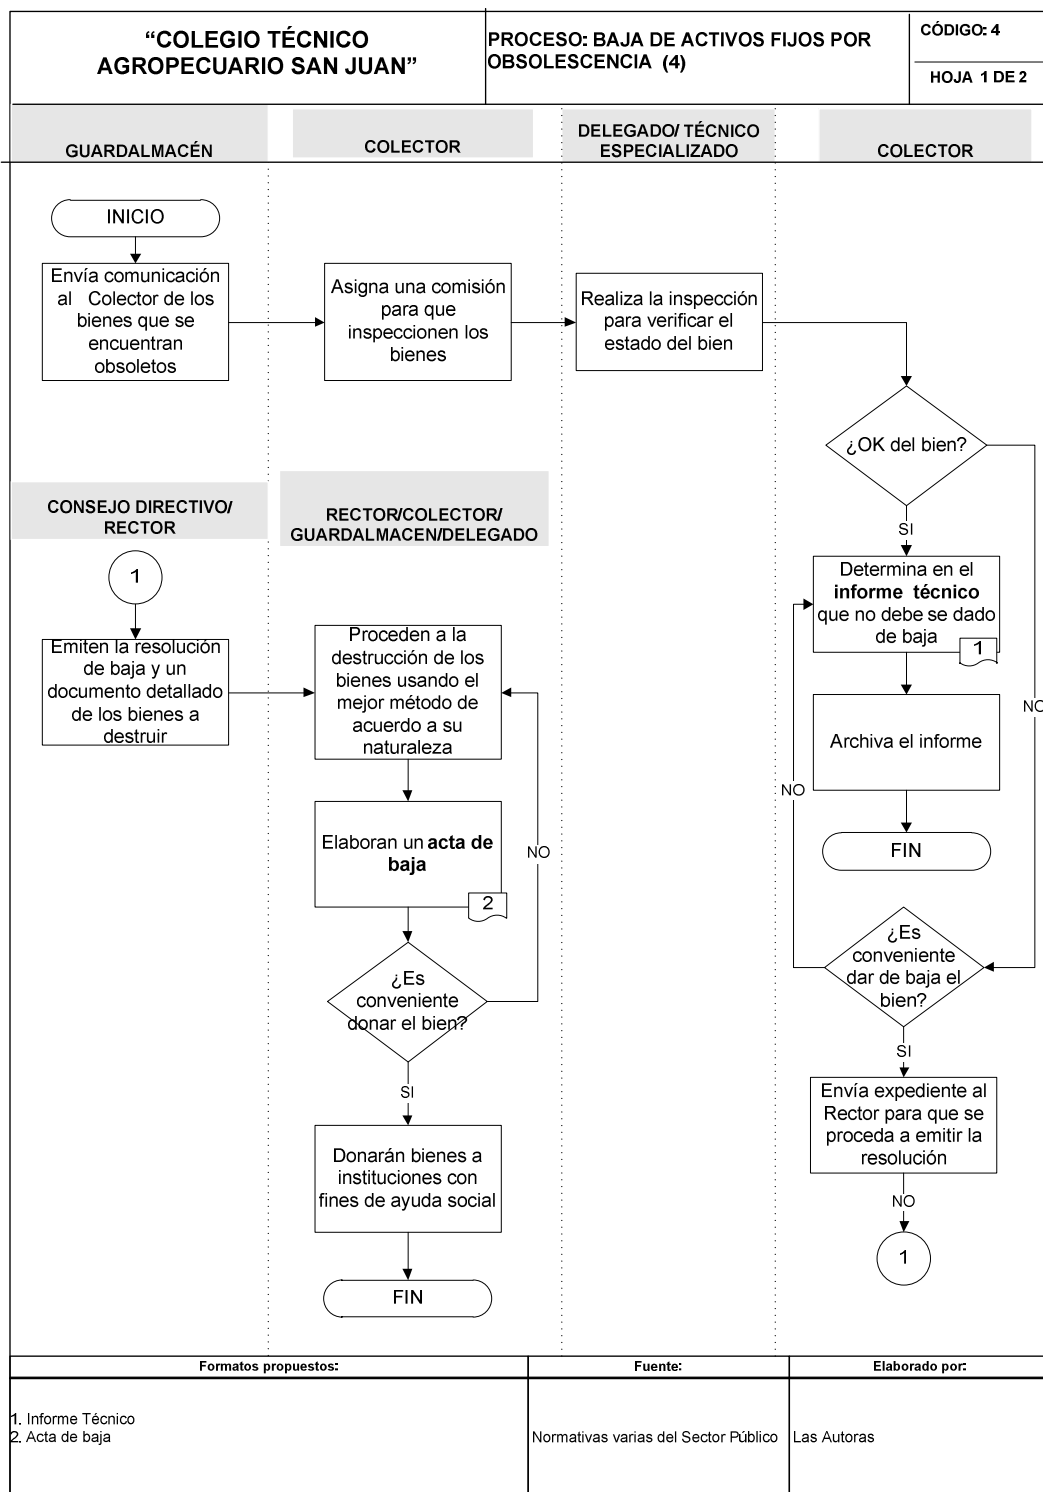 “COLEGIO TÉCNICO
AGROPECUARIO SAN JUAN”
PROCESO: BAJA DE ACTIVOS FIJOS POR
OBSOLESCENCIA (4)
CÓDIGO: 4
HOJA 1 DE 2
GUARDALMACÉN
COLECTOR
DELEGADO/ TÉCNICO
ESPECIALIZADO
COLECTOR
INICIO
Envía comunicación
al Colector de los
bienes que se
encuentran
obsoletos
Asigna una comisión
para que
inspeccionen los
bienes
Realiza la inspección
para verificar el
estado del bien
¿OK del bien?
SI
NO
Determina en el
informe técnico
que no debe se dado
de baja
1
Archiva el informe
NO
FIN
¿Es
conveniente
dar de baja el
bien?
SI
Envía expediente al
Rector para que se
proceda a emitir la
resolución
NO
1
CONSEJO DIRECTIVO/
RECTOR
RECTOR/COLECTOR/
GUARDALMACEN/DELEGADO
1
Emiten la resolución
de baja y un
documento detallado
de los bienes a
destruir
Proceden a la
destrucción de los
bienes usando el
mejor método de
acuerdo a su
naturaleza
Elaboran un acta de
baja
2
NO
¿Es
conveniente
donar el bien?
SI
Donarán bienes a
instituciones con
fines de ayuda social
FIN
Formatos propuestos:
Fuente:
Elaborado por:
1. Informe Técnico
2. Acta de baja
Normativas varias del Sector Público
Las Autoras